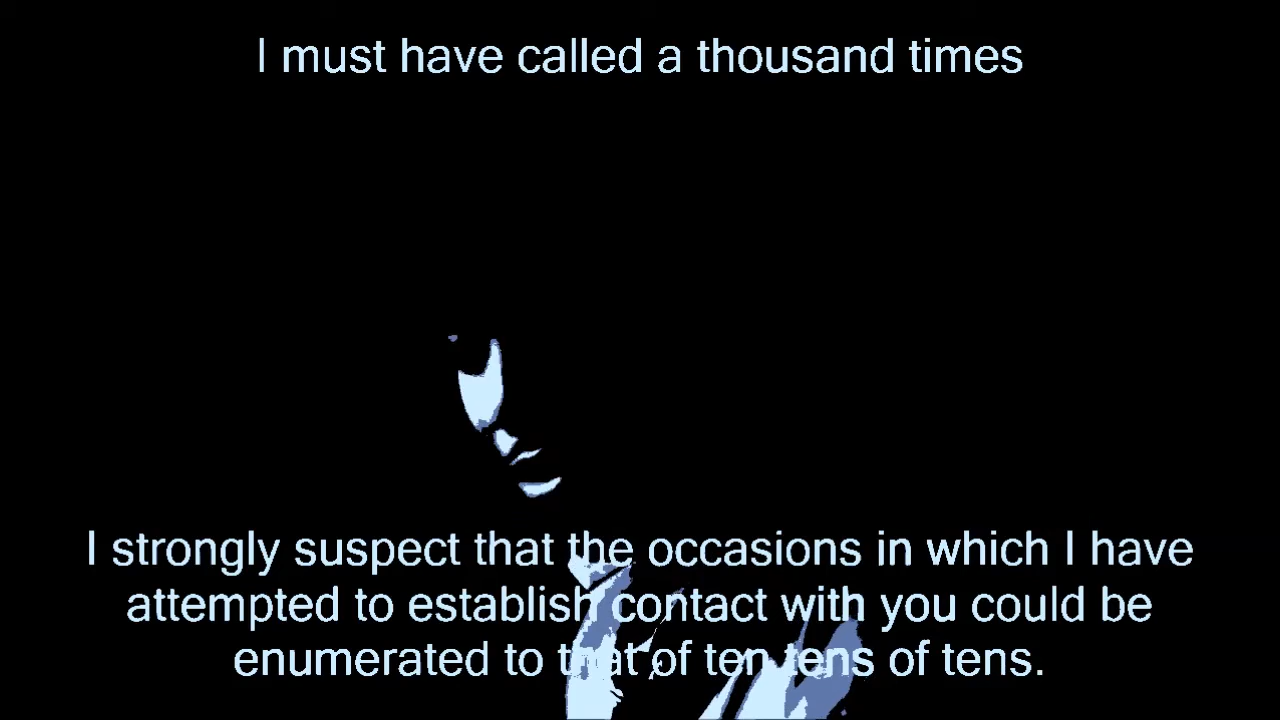 I must have called a thousand times
I strongly suspect that the occasions in which I have
attempted to establish contact with you could be
enumerated to that of ten tens of tens.